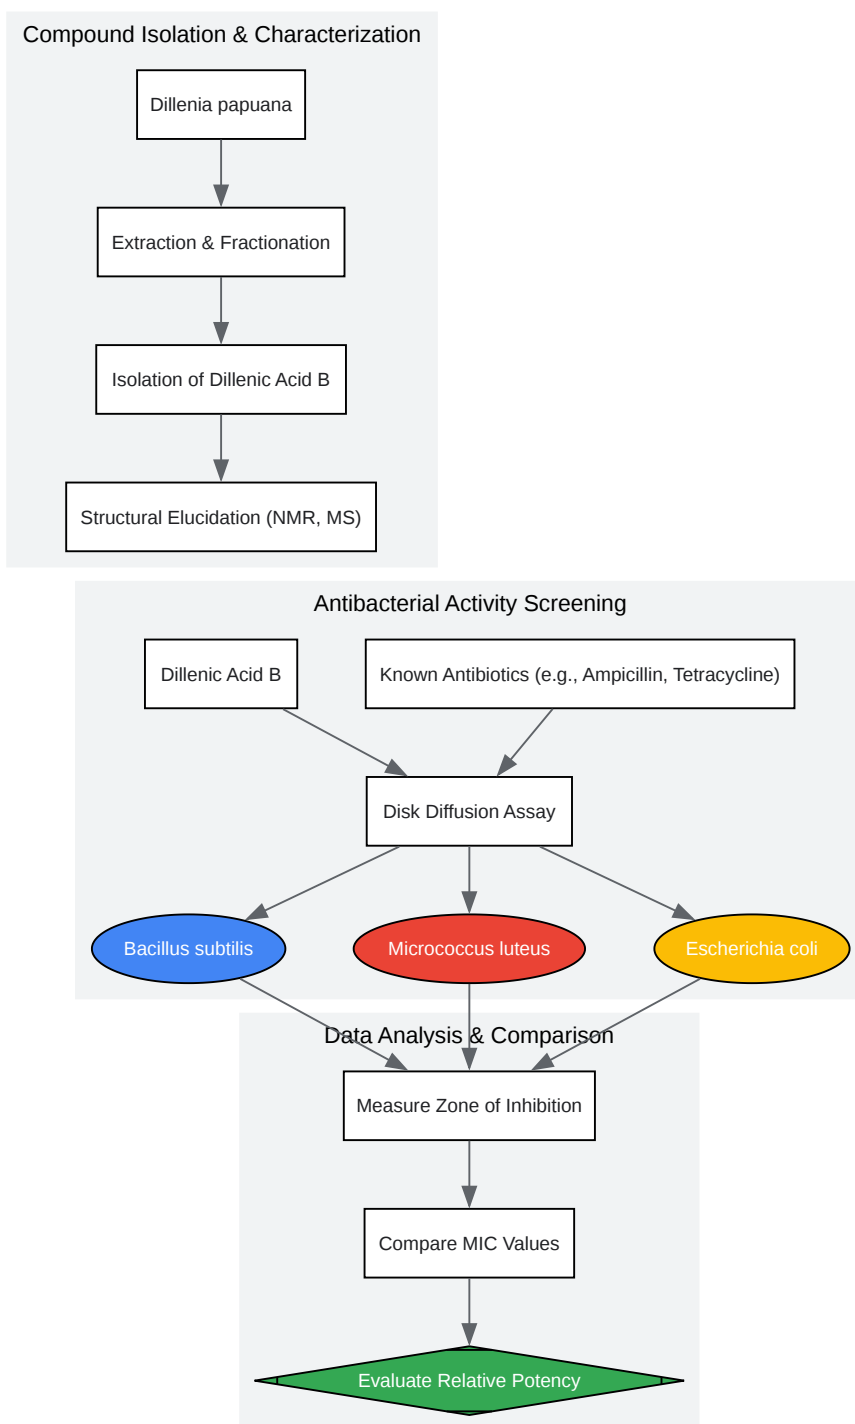 Compound Isolation & Characterization
Dillenia papuana
Extraction & Fractionation
Isolation of Dillenic Acid B
Structural Elucidation (NMR, MS)
Antibacterial Activity Screening
Dillenic Acid B
Known Antibiotics (e.g., Ampicillin, Tetracycline)
Disk Diffusion Assay
Bacillus subtilis
Micrococcus luteus
Escherichia coli
Data Analysis & Comparison
Measure Zone of Inhibition
Compare MIC Values
Evaluate Relative Potency